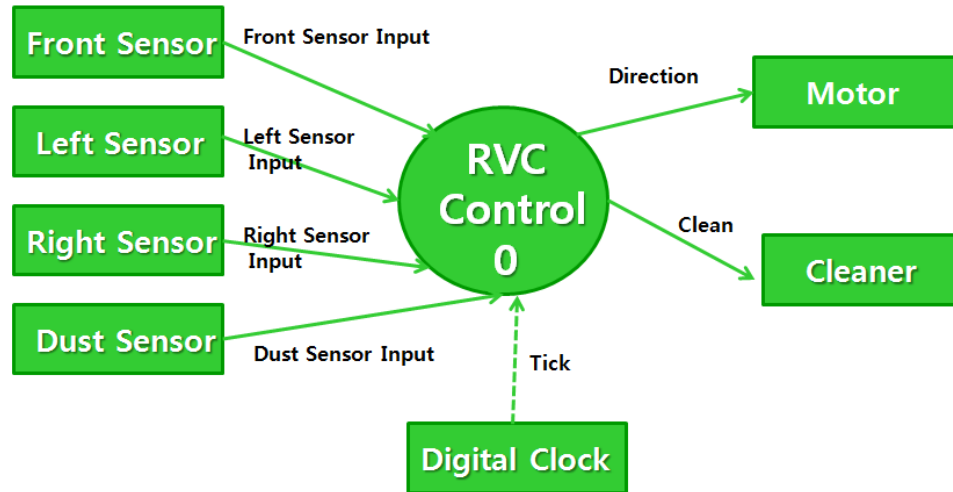 Front Sensor
Front Sensor Input
Direction
Motor
Left Sensor
Left Sensor
Input
RVC
Control
0
Right Sensor
Right Sensor
Input
Clean
Cleaner
Dust Sensor
Dust Sensor Input
Tick
Digital Clock